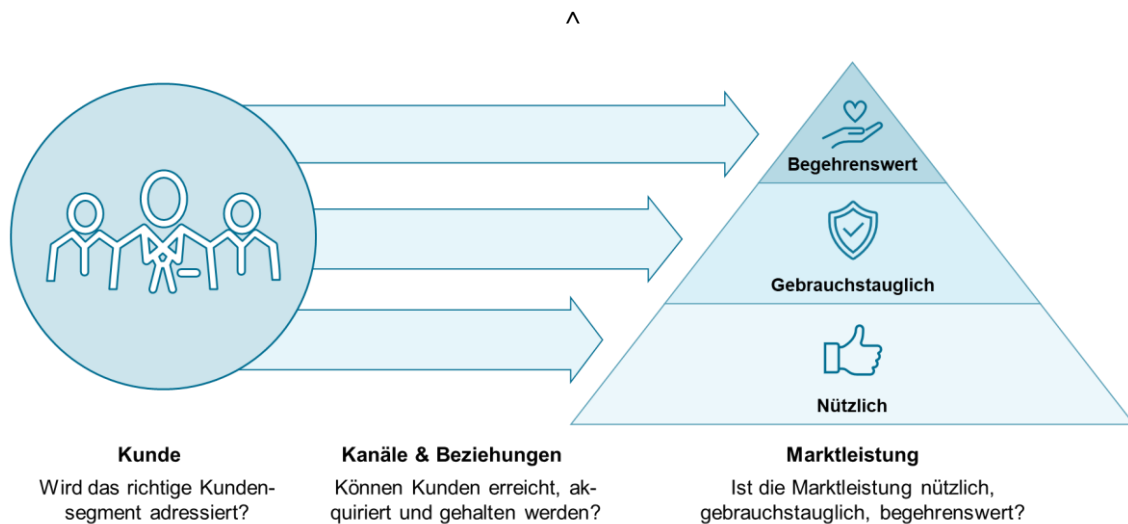 ^
Begehrenswert
Gebrauchstauglich
Nützlich
Kunde
Wird das richtige Kunden-
segment adressiert?
Kanäle & Beziehungen
Können Kunden erreicht, ak-
quiriert und gehalten werden?
Marktleistung
Ist die Marktleistung nützlich,
gebrauchstauglich, begehrenswert?